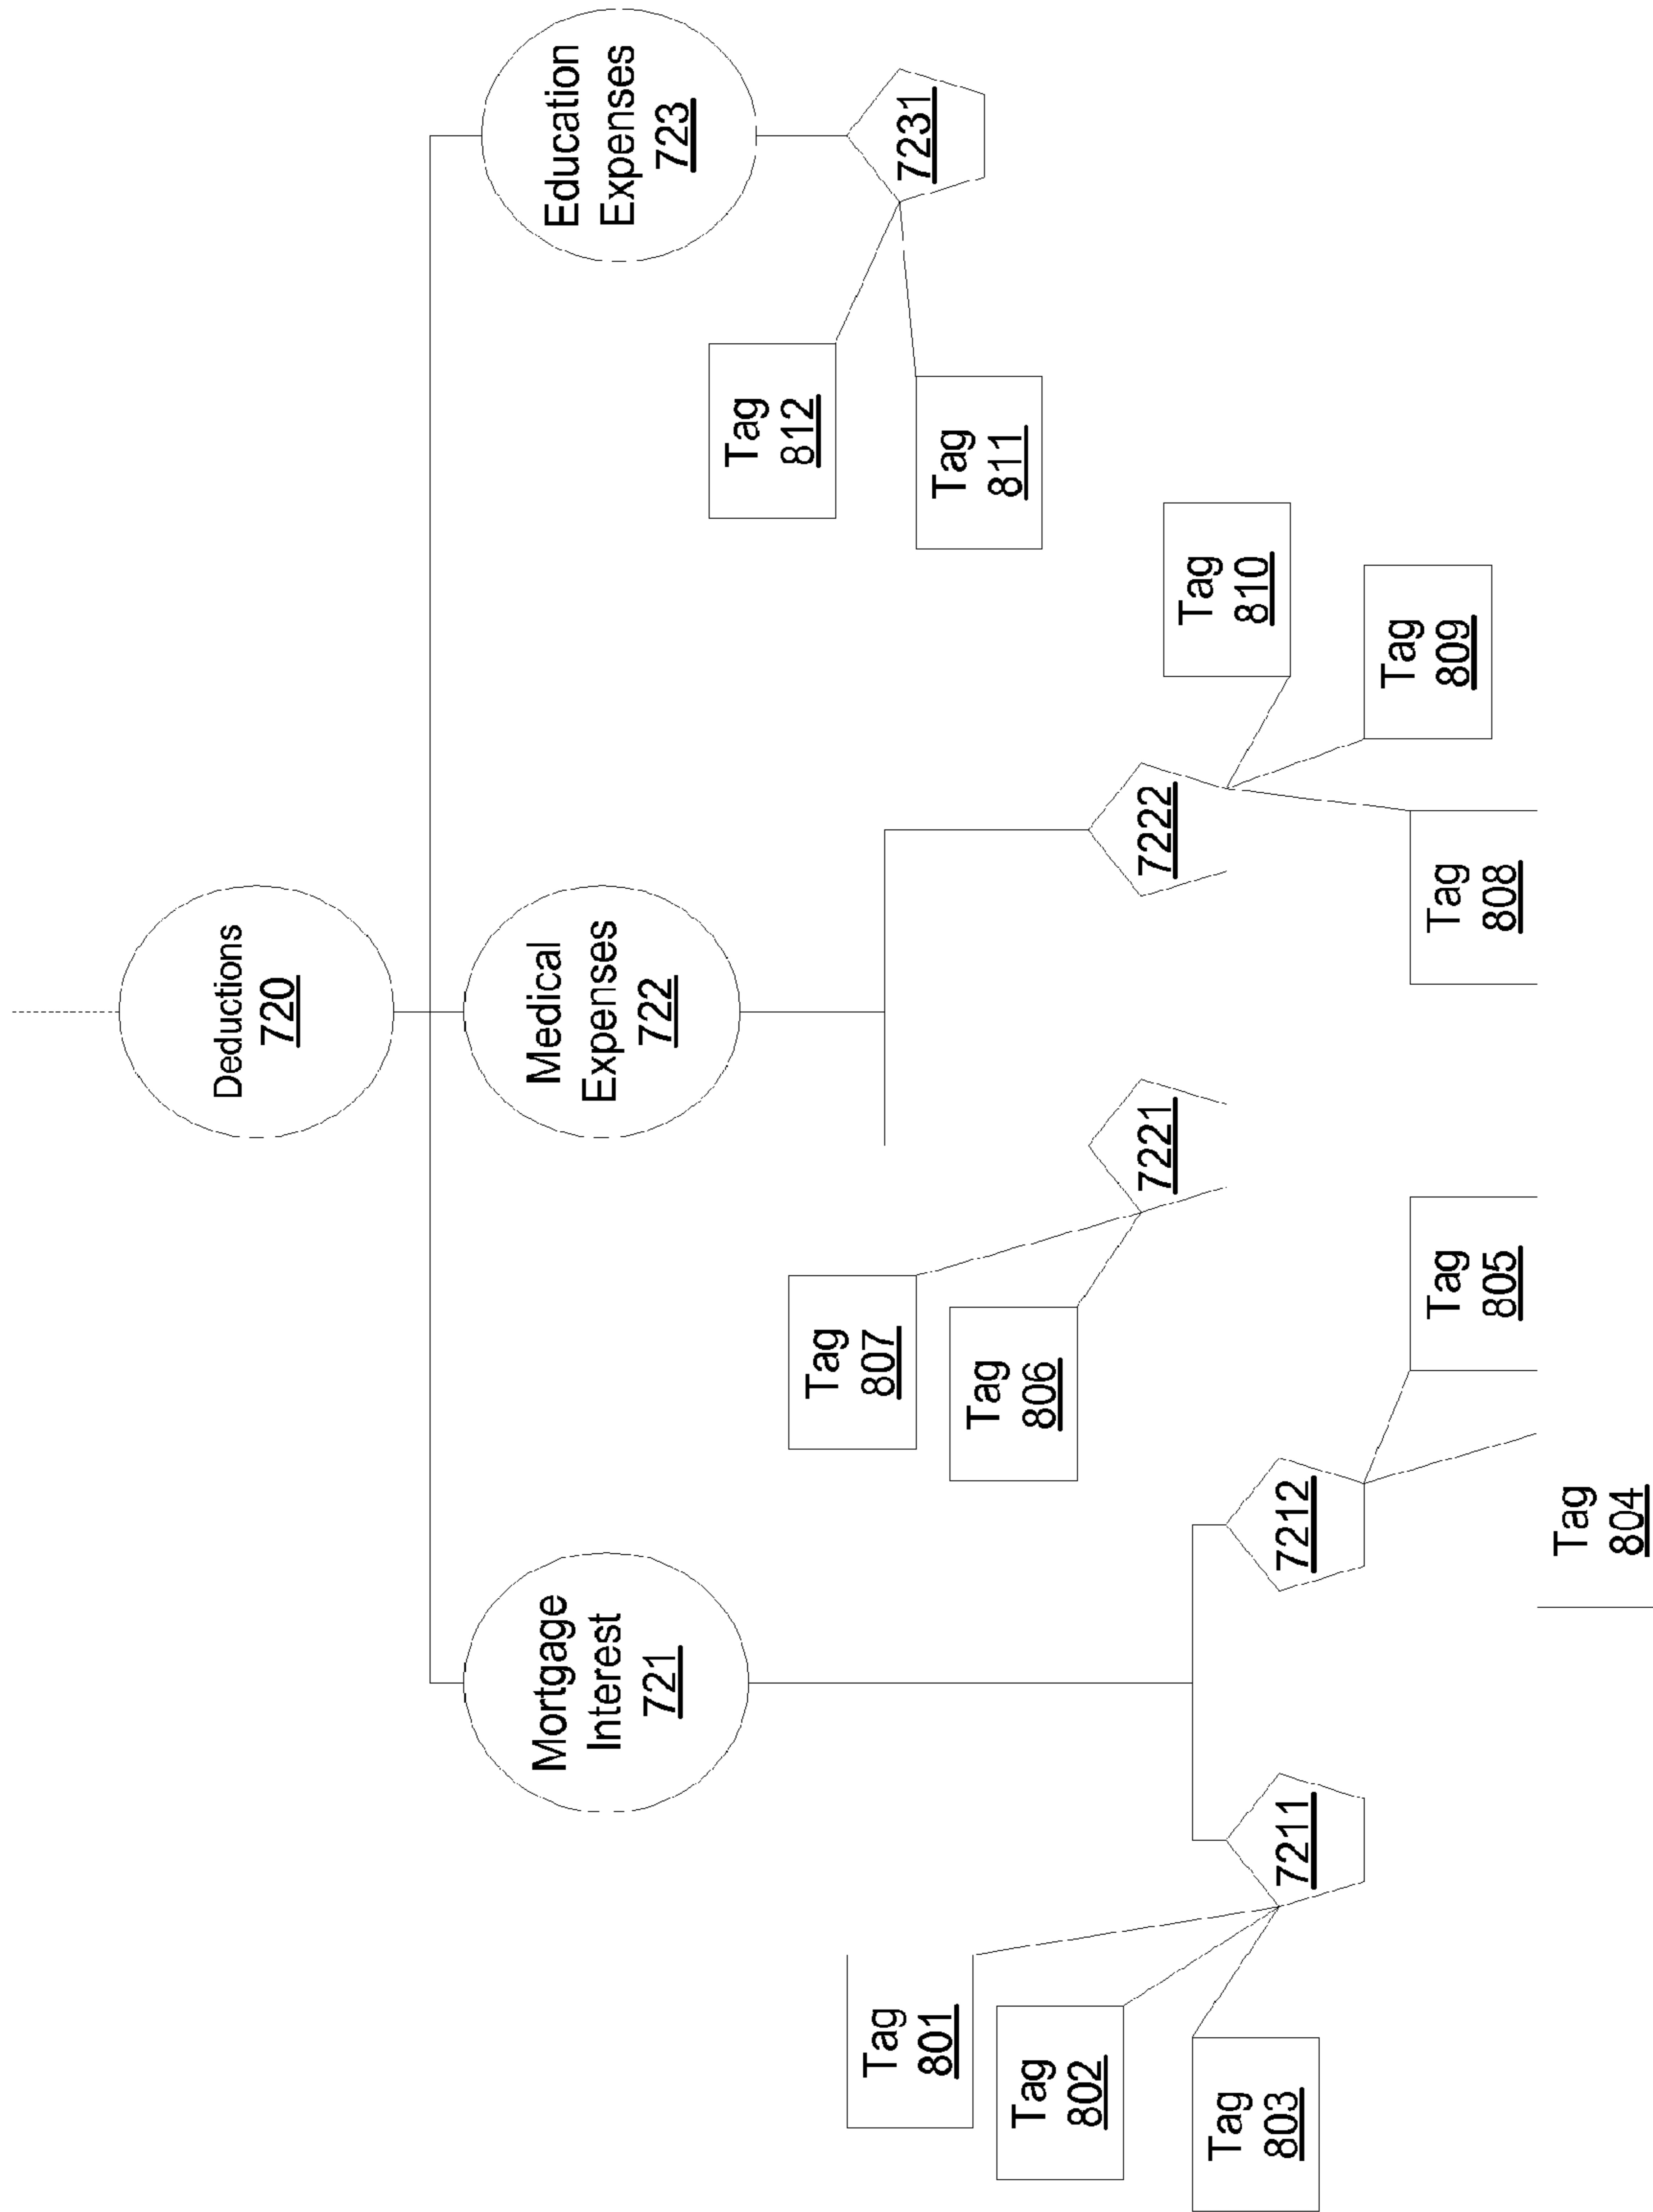 Deductions
720
Mortgage
Interest
721
Medical
Expenses
722
Education
Expenses
723
Tag
801
Tag
802
Tag
803
7211
7212
Tag
804
Tag
805
Tag
807
Tag
806
7221
7222
Tag
808
Tag
809
Tag
810
Tag
812
Tag
811
7231